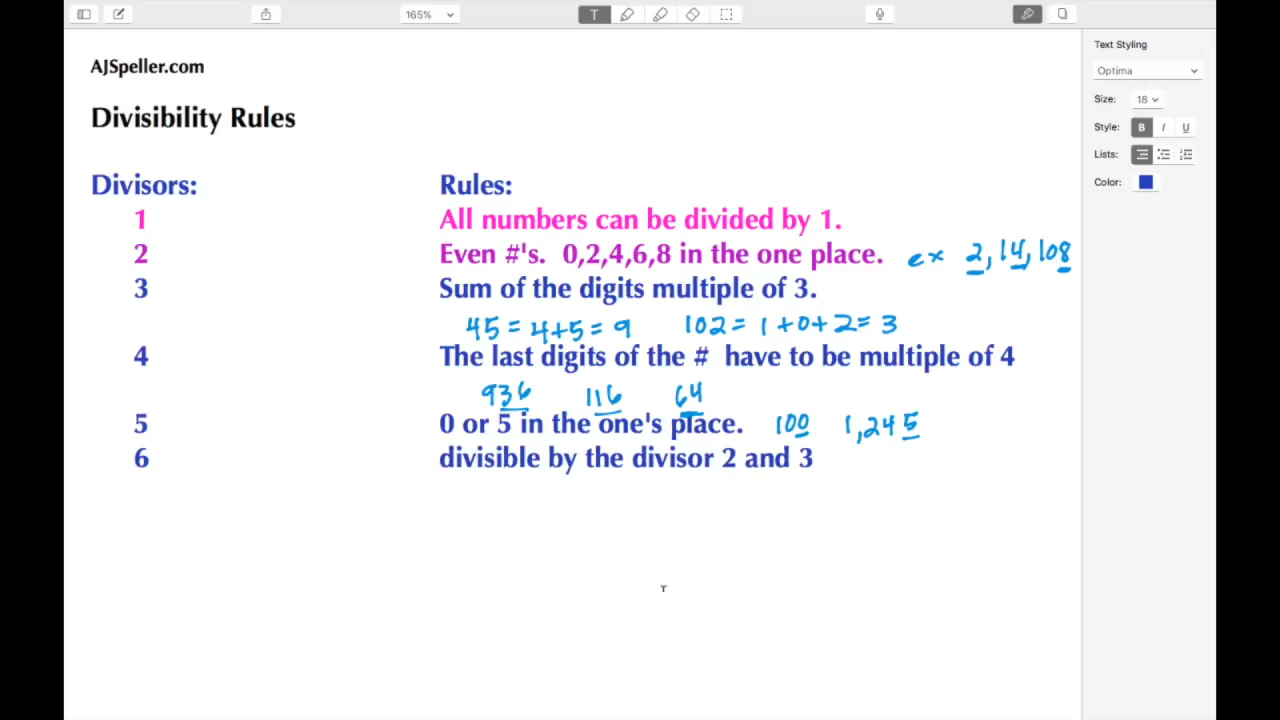 165%
T
Text Styling
AJSpeller.com
Optima
Size: 18
Divisibility Rules
Style: B I U
Lists:
Color:
Divisors: Rules:
1 All numbers can be divided by 1.
2 Even #'s. 0,2,4,6,8 in the one place. ex 2, 14, 108
3 Sum of the digits multiple of 3.
45 = 4+5 = 9 102 = 1+0+2 = 3
4 The last digits of the # have to be multiple of 4
936 116 64
5 0 or 5 in the one's place. 100 1,245
6 divisible by the divisor 2 and 3